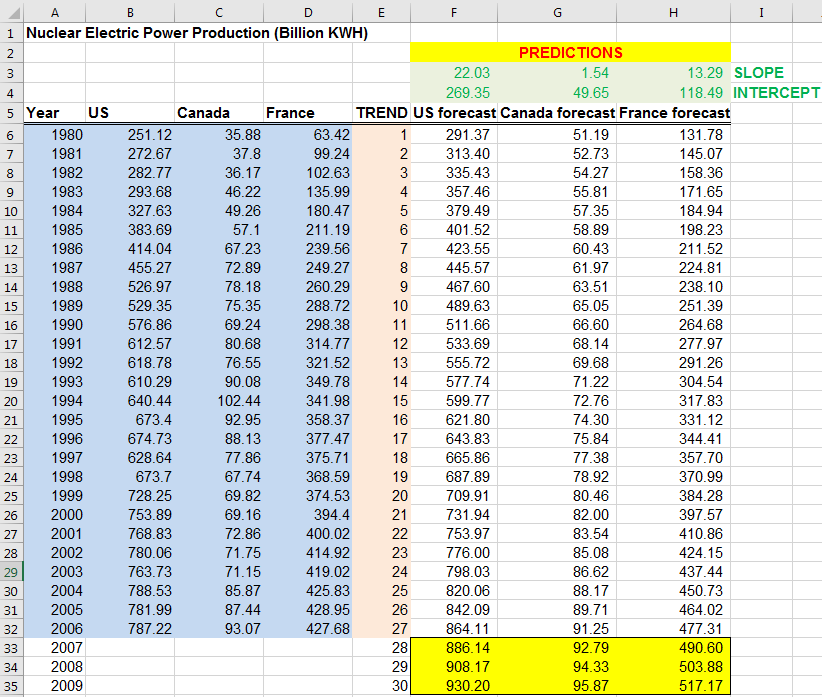 A B C D E F G H I
1 Nuclear Electric Power Production (Billion KWH)
2 PREDICTIONS
3 22.03 1.54 13.29 SLOPE
4 269.35 49.65 118.49 INTERCEPT
5 Year US Canada France TREND US forecast Canada forecast France forecast
6 1980 251.12 35.88 63.42 1 291.37 51.19 131.78
7 1981 272.67 37.8 99.24 2 313.40 52.73 145.07
8 1982 282.77 36.17 102.63 3 335.43 54.27 158.36
9 1983 293.68 46.22 135.99 4 357.46 55.81 171.65
10 1984 327.63 49.26 180.47 5 379.49 57.35 184.94
11 1985 383.69 57.1 211.19 6 401.52 58.89 198.23
12 1986 414.04 67.23 239.56 7 423.55 60.43 211.52
13 1987 455.27 72.89 249.27 8 445.57 61.97 224.81
14 1988 526.97 78.18 260.29 9 467.60 63.51 238.10
15 1989 529.35 75.35 288.72 10 489.63 65.05 251.39
16 1990 576.86 69.24 298.38 11 511.66 66.60 264.68
17 1991 612.57 80.68 314.77 12 533.69 68.14 277.97
18 1992 618.78 76.55 321.52 13 555.72 69.68 291.26
19 1993 610.29 90.08 349.78 14 577.74 71.22 304.54
20 1994 640.44 102.44 341.98 15 599.77 72.76 317.83
21 1995 673.4 92.95 358.37 16 621.80 74.30 331.12
22 1996 674.73 88.13 377.47 17 643.83 75.84 344.41
23 1997 628.64 77.86 375.71 18 665.86 77.38 357.70
24 1998 673.7 67.74 368.59 19 687.89 78.92 370.99
25 1999 728.25 69.82 374.53 20 709.91 80.46 384.28
26 2000 753.89 69.16 394.4 21 731.94 82.00 397.57
27 2001 768.83 72.86 400.02 22 753.97 83.54 410.86
28 2002 780.06 71.75 414.92 23 776.00 85.08 424.15
29 2003 763.73 71.15 419.02 24 798.03 86.62 437.44
30 2004 788.53 85.87 425.83 25 820.06 88.17 450.73
31 2005 781.99 87.44 428.95 26 842.09 89.71 464.02
32 2006 787.22 93.07 427.68 27 864.11 91.25 477.31
33 2007 28 886.14 92.79 490.60
34 2008 29 908.17 94.33 503.88
35 2009 30 930.20 95.87 517.17